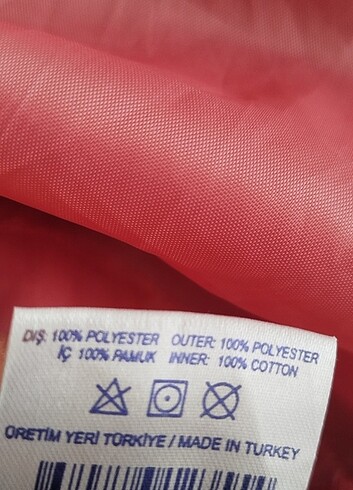 DIŞ: 100% POLYESTER OUTER: 100% POLYESTER
İÇ 100% PAMUK INNER: 100% COTTON
ÜRETİM YERİ TÜRKİYE / MADE IN TURKEY